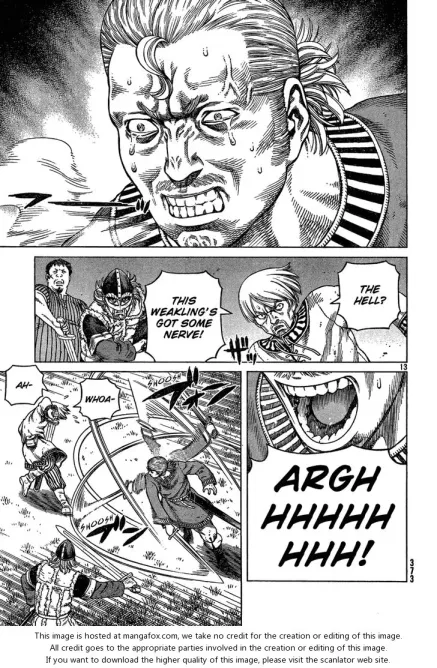 THIS
WEAKLING'S
GOT SOME
NERVE!
THE
HELL?
13
AH-
WHOA-
SHOOSH
SHOOSH
ARGH
HHHHH
HHH!
373
This image is hosted at mangafox.com, we take no credit for the creation or editing of this image.
All credit goes to the appropriate parties involved in the creation or editing of this image.
If you want to download the higher quality of this image, please visit the scanlator web site.